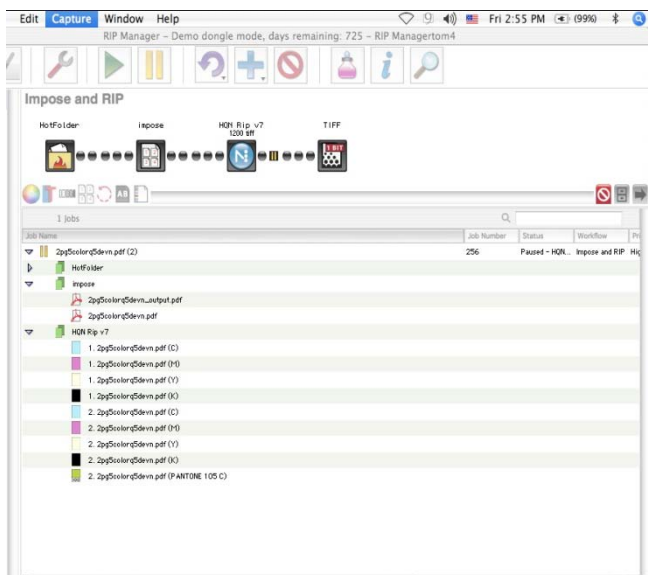 Edit Capture Window Help Fri 2:55 PM (99%)
RIP Manager - Demo dongle mode, days remaining: 725 - RIP Managertom4
Impose and RIP
HotFolder impose HQN Rip v7 TIFF
1200 tiff
1 BIT
AB
1 jobs
Job Name Job Number Status Workflow Pri
2pg5colorq5devn.pdf (2) 256 Paused - HQN... Impose and RIP Hig
HotFolder
impose
2pg5colorq5devn_output.pdf
2pg5colorq5devn.pdf
HQN Rip v7
1. 2pg5colorq5devn.pdf (C)
1. 2pg5colorq5devn.pdf (M)
1. 2pg5colorq5devn.pdf (Y)
1. 2pg5colorq5devn.pdf (K)
2. 2pg5colorq5devn.pdf (C)
2. 2pg5colorq5devn.pdf (M)
2. 2pg5colorq5devn.pdf (Y)
2. 2pg5colorq5devn.pdf (K)
2. 2pg5colorq5devn.pdf (PANTONE 105 C)